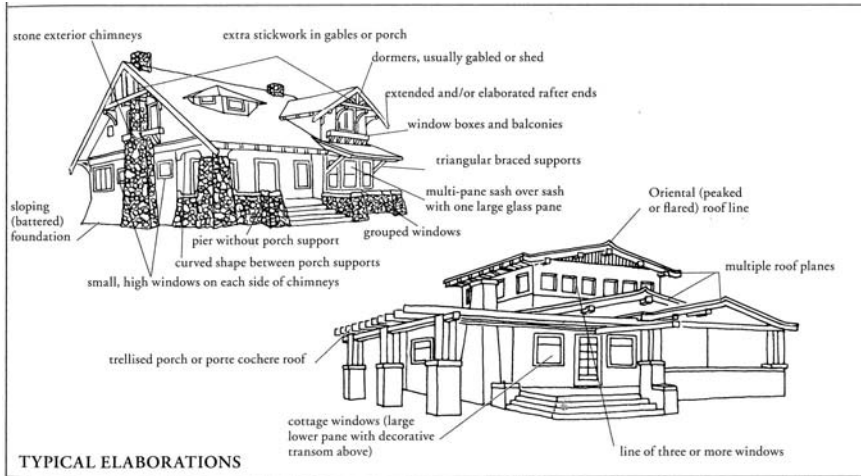 stone exterior chimneys
extra stickwork in gables or porch
dormers, usually gabled or shed
extended and/or elaborated rafter ends
window boxes and balconies
triangular braced supports
multi-pane sash over sash
with one large glass pane
grouped windows
sloping
(battered)
foundation
pier without porch support
curved shape between porch supports
small, high windows on each side of chimneys
Oriental (peaked
or flared) roof line
multiple roof planes
trellised porch or porte cochere roof
cottage windows (large
lower pane with decorative
transom above)
line of three or more windows
TYPICAL ELABORATIONS